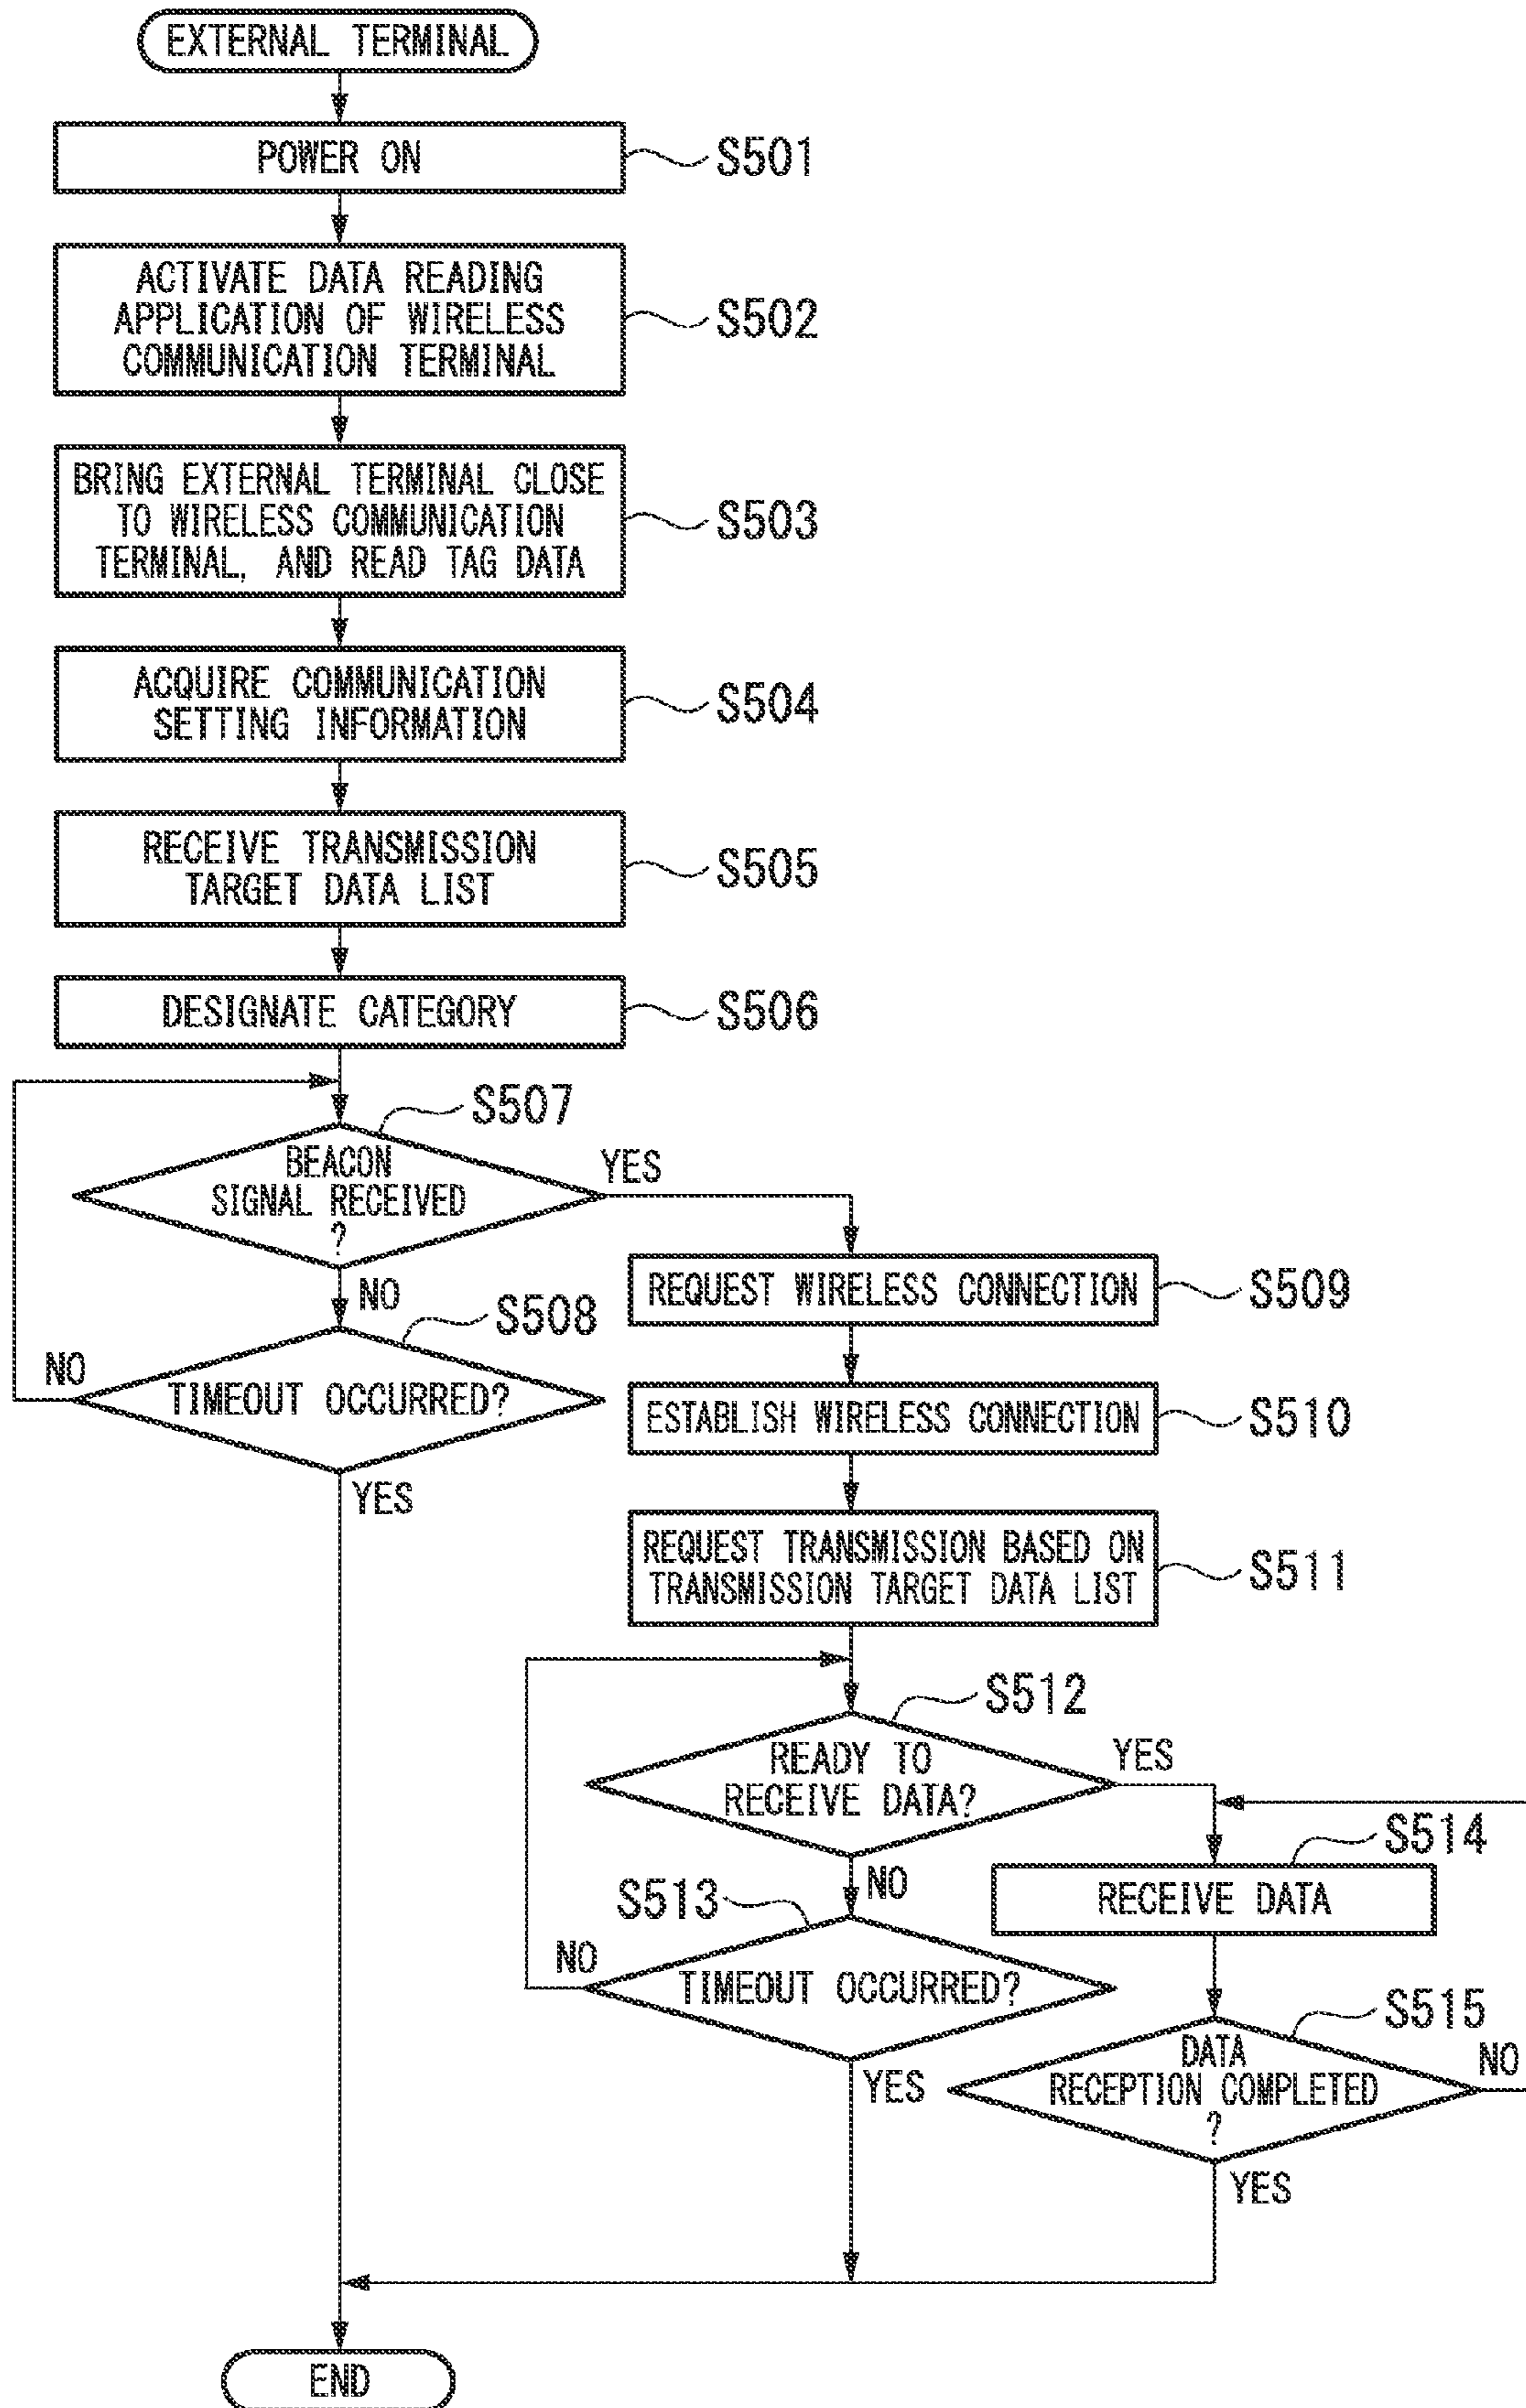 EXTERNAL TERMINAL
POWER ON
S501
ACTIVATE DATA READING
APPLICATION OF WIRELESS
COMMUNICATION TERMINAL
S502
BRING EXTERNAL TERMINAL CLOSE
TO WIRELESS COMMUNICATION
TERMINAL, AND READ TAG DATA
S503
ACQUIRE COMMUNICATION
SETTING INFORMATION
S504
RECEIVE TRANSMISSION
TARGET DATA LIST
S505
DESIGNATE CATEGORY
S506
S507
BEACON
SIGNAL RECEIVED
?
YES
NO
S508
TIMEOUT OCCURRED?
NO
YES
REQUEST WIRELESS CONNECTION
S509
ESTABLISH WIRELESS CONNECTION
S510
REQUEST TRANSMISSION BASED ON
TRANSMISSION TARGET DATA LIST
S511
S512
READY TO
RECEIVE DATA?
YES
NO
S513
TIMEOUT OCCURRED?
NO
YES
S514
RECEIVE DATA
S515
DATA
RECEPTION COMPLETED
?
NO
YES
END